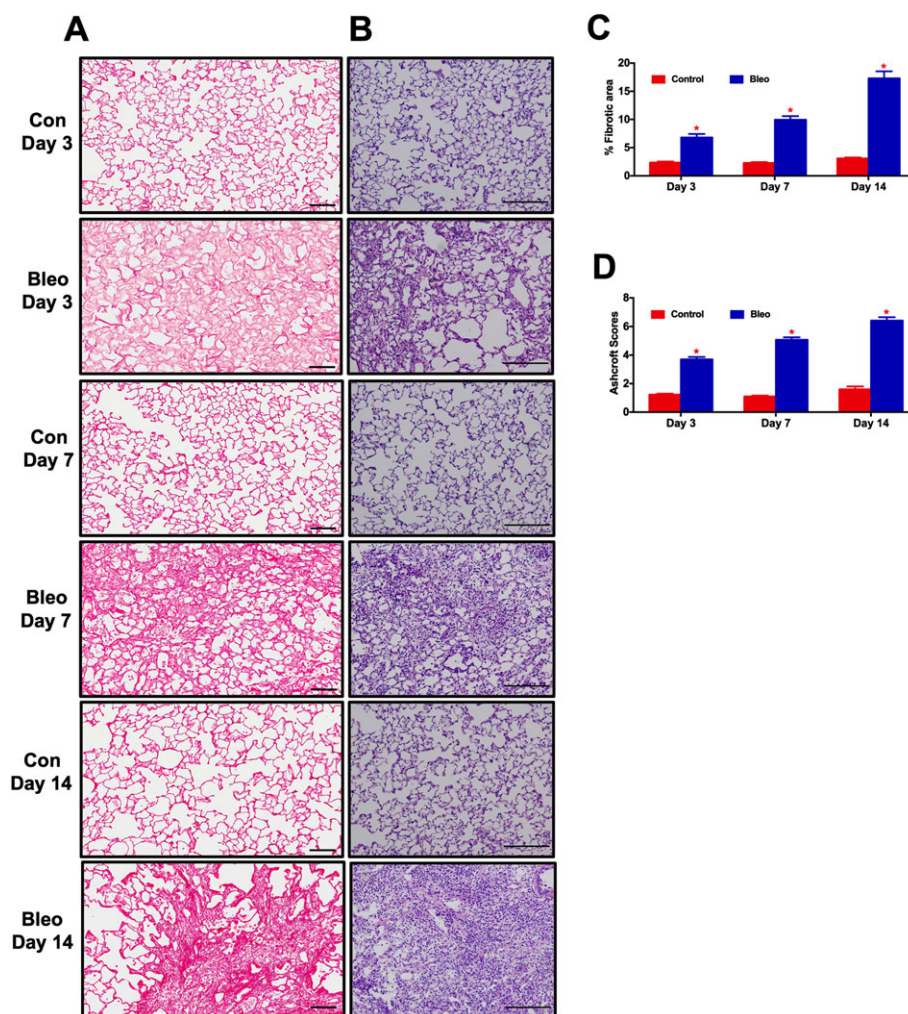 A
B
Con
Day 3
Bleo
Day 3
Con
Day 7
Bleo
Day 7
Con
Day 14
Bleo
Day 14
C
Control
Bleo
% Fibrotic area
20
15
10
5
0
*
*
*
Day 3
Day 7
Day 14
D
Control
Bleo
Ashcroft Scores
8
6
4
2
0
*
*
*
Day 3
Day 7
Day 14